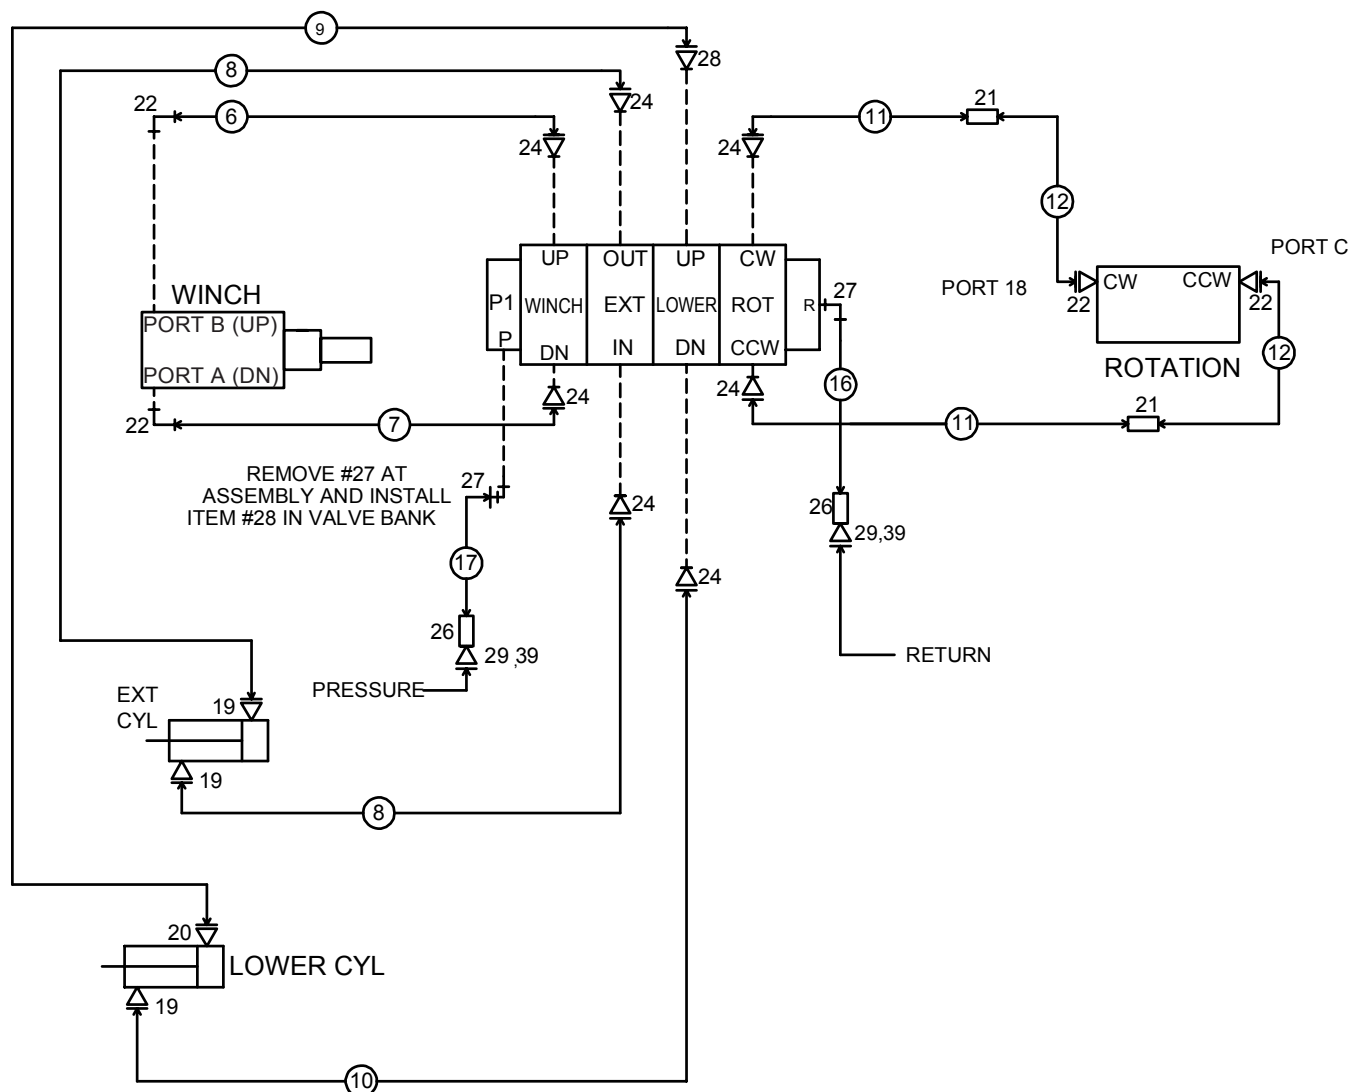 9
28
8
24
22
6
24
24
11
21
12
PORT C
PORT 18
22
CW
CCW
22
ROTATION
12
WINCH
PORT B (UP)
PORT A (DN)
UP
OUT
UP
CW
P1
WINCH
EXT
LOWER
ROT
R
27
P
DN
IN
DN
CCW
24
24
16
22
7
11
21
REMOVE #27 AT
ASSEMBLY AND INSTALL
ITEM #28 IN VALVE BANK
27
24
26
29,39
17
24
26
29,39
RETURN
PRESSURE
EXT
CYL
19
19
8
20
LOWER CYL
19
10